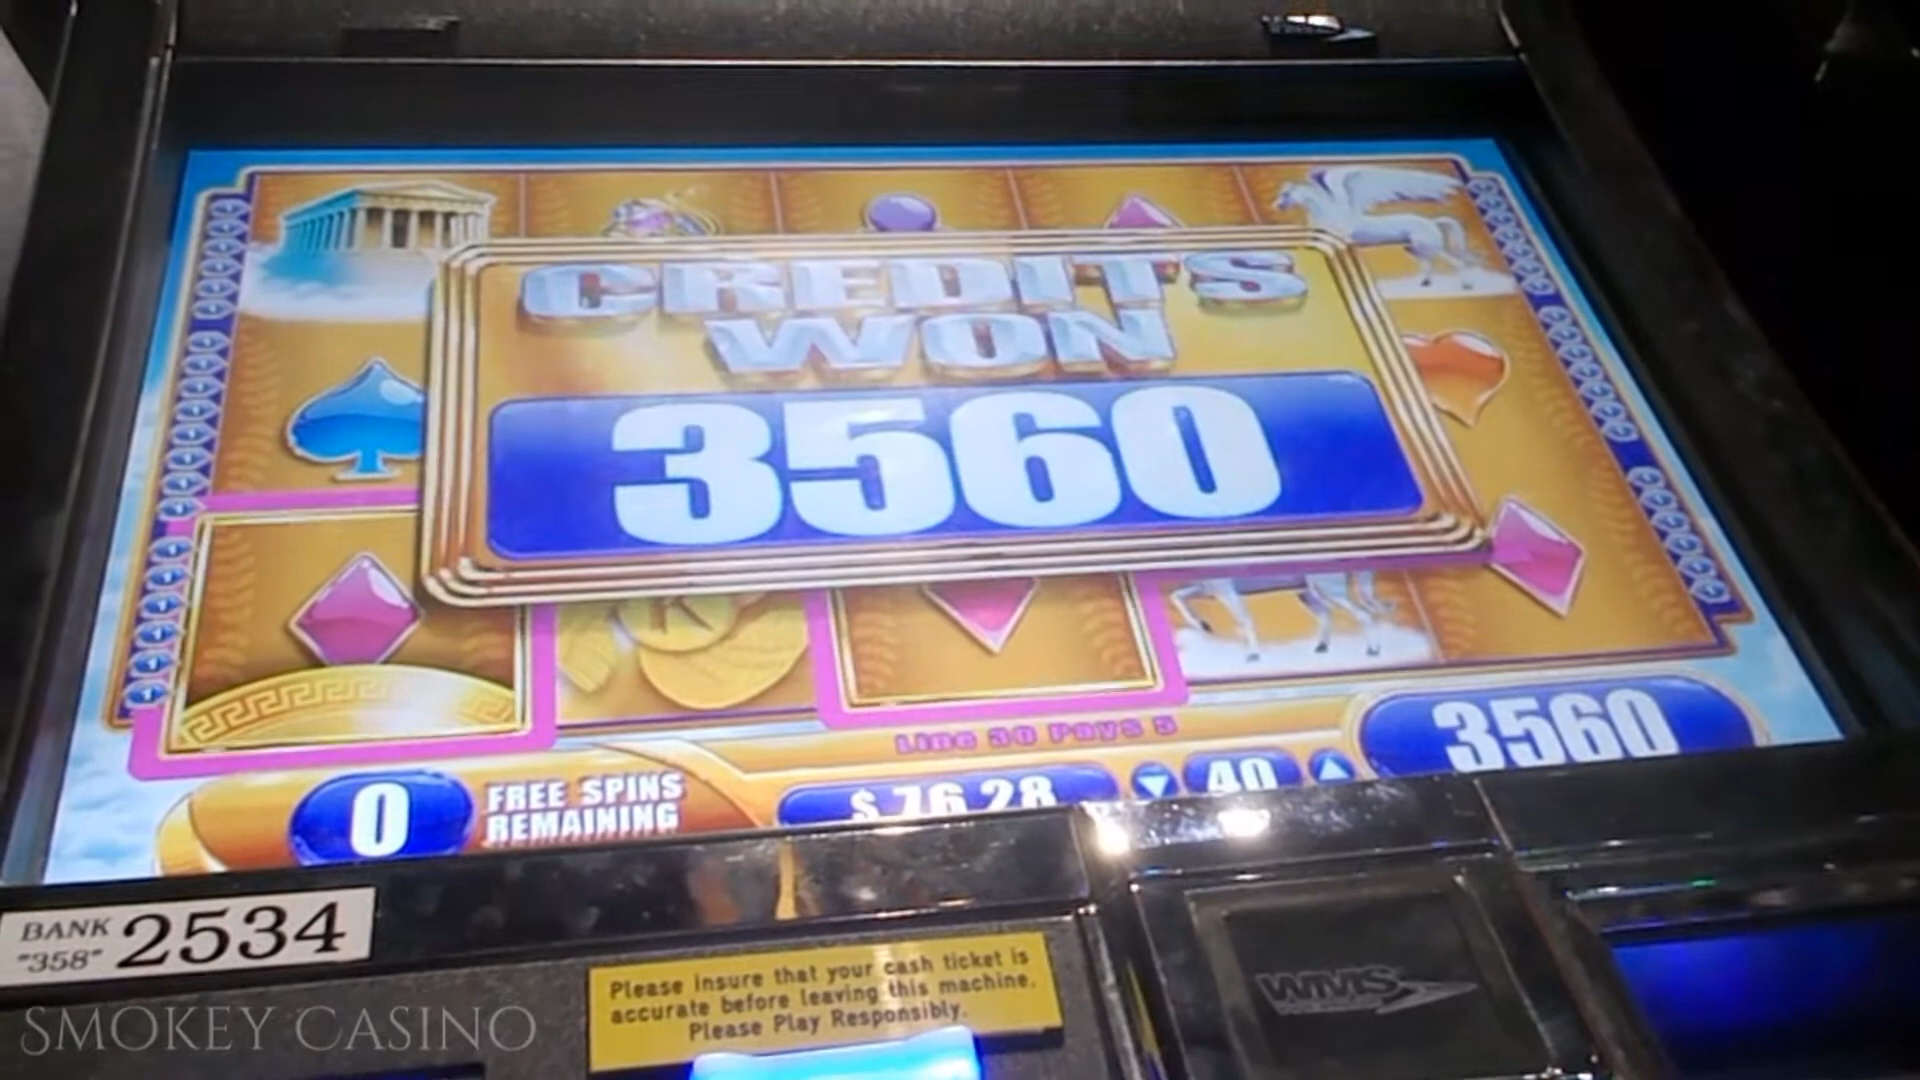 CREDITS
WON
3560
Line 30 Pays 5
3560
0
FREE SPINS
REMAINING
$76.28
40
BANK
"358"
2534
Please insure that your cash ticket is
accurate before leaving this machine.
Please Play Responsibly.
WMS
SMOKEY CASINO